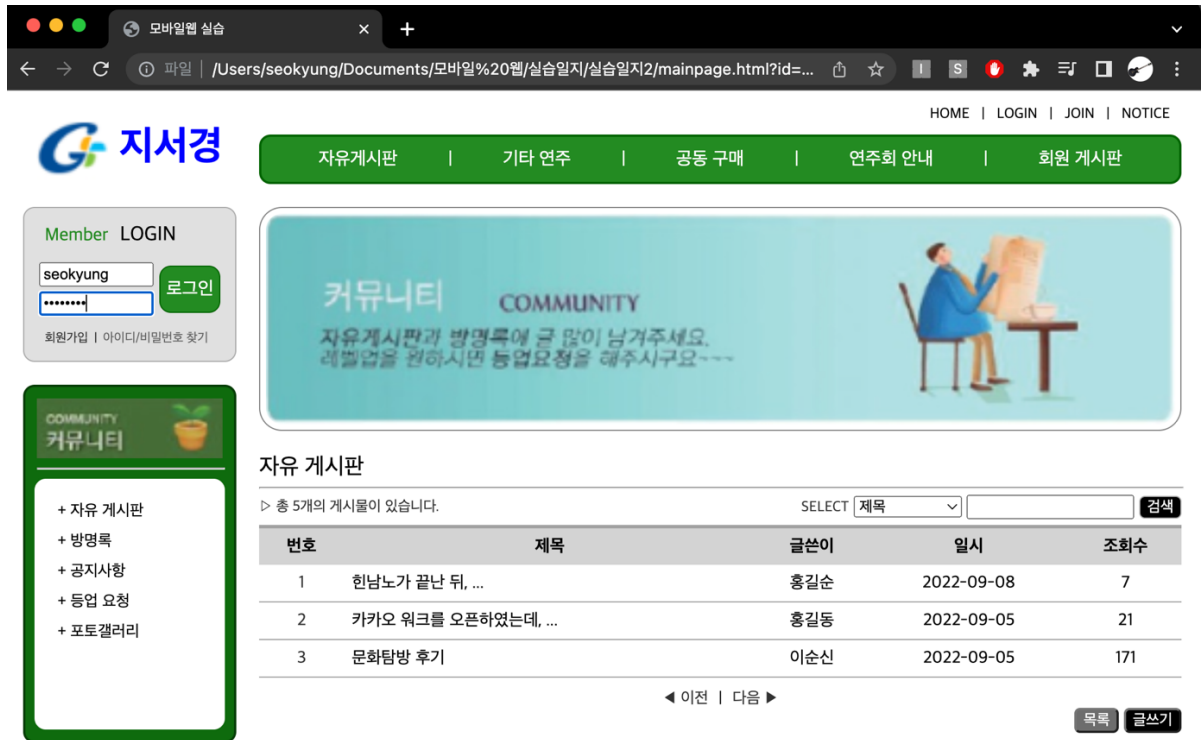 모바일웹 실습
파일 | /Users/seokyung/Documents/모바일%20웹/실습일지/실습일지2/mainpage.html?id=...
HOME | LOGIN | JOIN | NOTICE
지서경
자유게시판 | 기타 연주 | 공동 구매 | 연주회 안내 | 회원 게시판
Member LOGIN
seokyung
••••••••
로그인
회원가입 | 아이디/비밀번호 찾기
커뮤니티 COMMUNITY
자유게시판과 방명록에 글 많이 남겨주세요.
레벨업을 원하시면 등업요청을 해주시구요~~~
COMMUNITY
커뮤니티
+ 자유 게시판
+ 방명록
+ 공지사항
+ 등업 요청
+ 포토갤러리
자유 게시판
▷ 총 5개의 게시물이 있습니다. SELECT 제목 검색
번호 제목 글쓴이 일시 조회수
1 힌남노가 끝난 뒤, ... 홍길순 2022-09-08 7
2 카카오 워크를 오픈하였는데, ... 홍길동 2022-09-05 21
3 문화탐방 후기 이순신 2022-09-05 171
◀ 이전 | 다음 ▶
목록 글쓰기